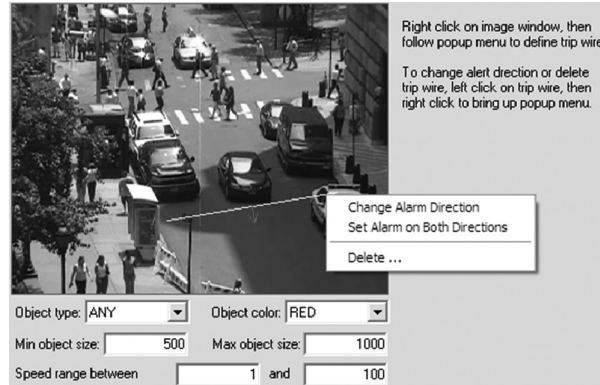 Right click on image window, then
follow popup menu to define trip wire
To change alert drection or delete
trip wire, left click on trip wire, then
right click to bring up popup menu.
Change Alarm Direction
Set Alarm on Both Directions
Delete ...
Object type: ANY Object color: RED
Min object size: 500 Max object size: 1000
Speed range between 1 and 100